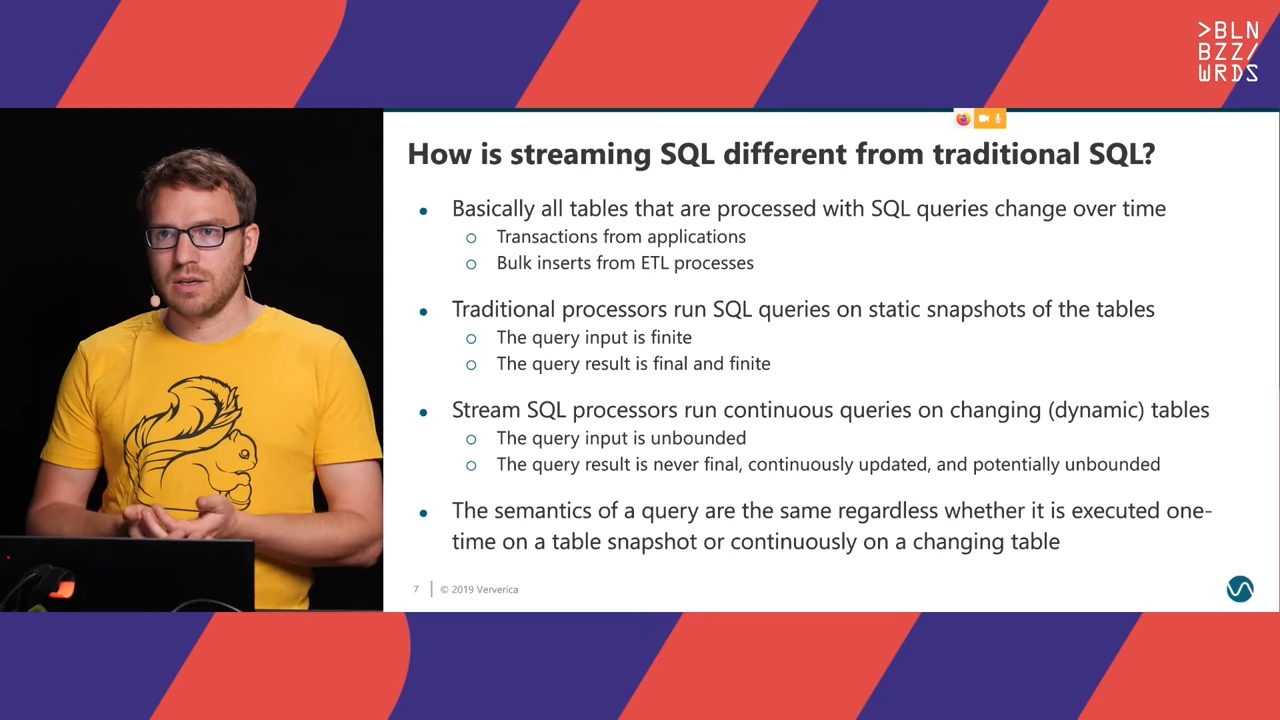 >BLN
BZZ/
WRDS
How is streaming SQL different from traditional SQL?
• Basically all tables that are processed with SQL queries change over time
○ Transactions from applications
○ Bulk inserts from ETL processes
• Traditional processors run SQL queries on static snapshots of the tables
○ The query input is finite
○ The query result is final and finite
• Stream SQL processors run continuous queries on changing (dynamic) tables
○ The query input is unbounded
○ The query result is never final, continuously updated, and potentially unbounded
• The semantics of a query are the same regardless whether it is executed one-
time on a table snapshot or continuously on a changing table
7 | © 2019 Ververica